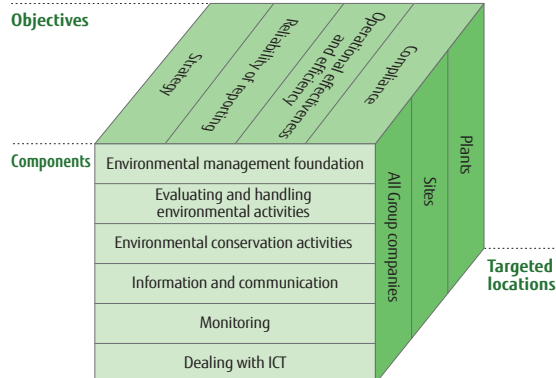 Objectives
Strategy
Reliability of reporting
Operational effectiveness
and efficiency
Compliance
Components
Environmental management foundation
Evaluating and handling
environmental activities
Environmental conservation activities
Information and communication
Monitoring
Dealing with ICT
All Group companies
Sites
Plants
Targeted
locations